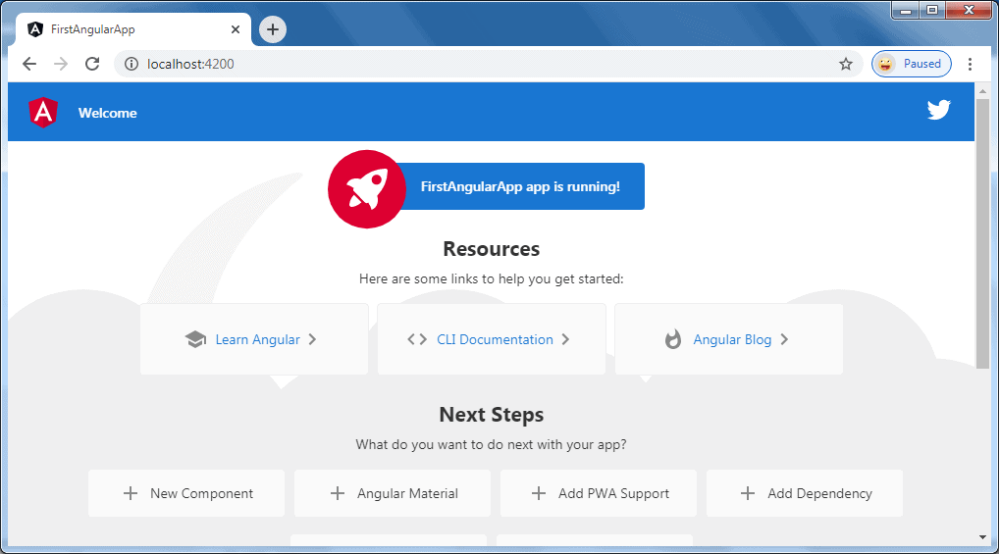 FirstAngularApp
localhost:4200
Paused
Welcome
FirstAngularApp app is running!
Resources
Here are some links to help you get started:
Learn Angular
CLI Documentation
Angular Blog
Next Steps
What do you want to do next with your app?
New Component
Angular Material
Add PWA Support
Add Dependency